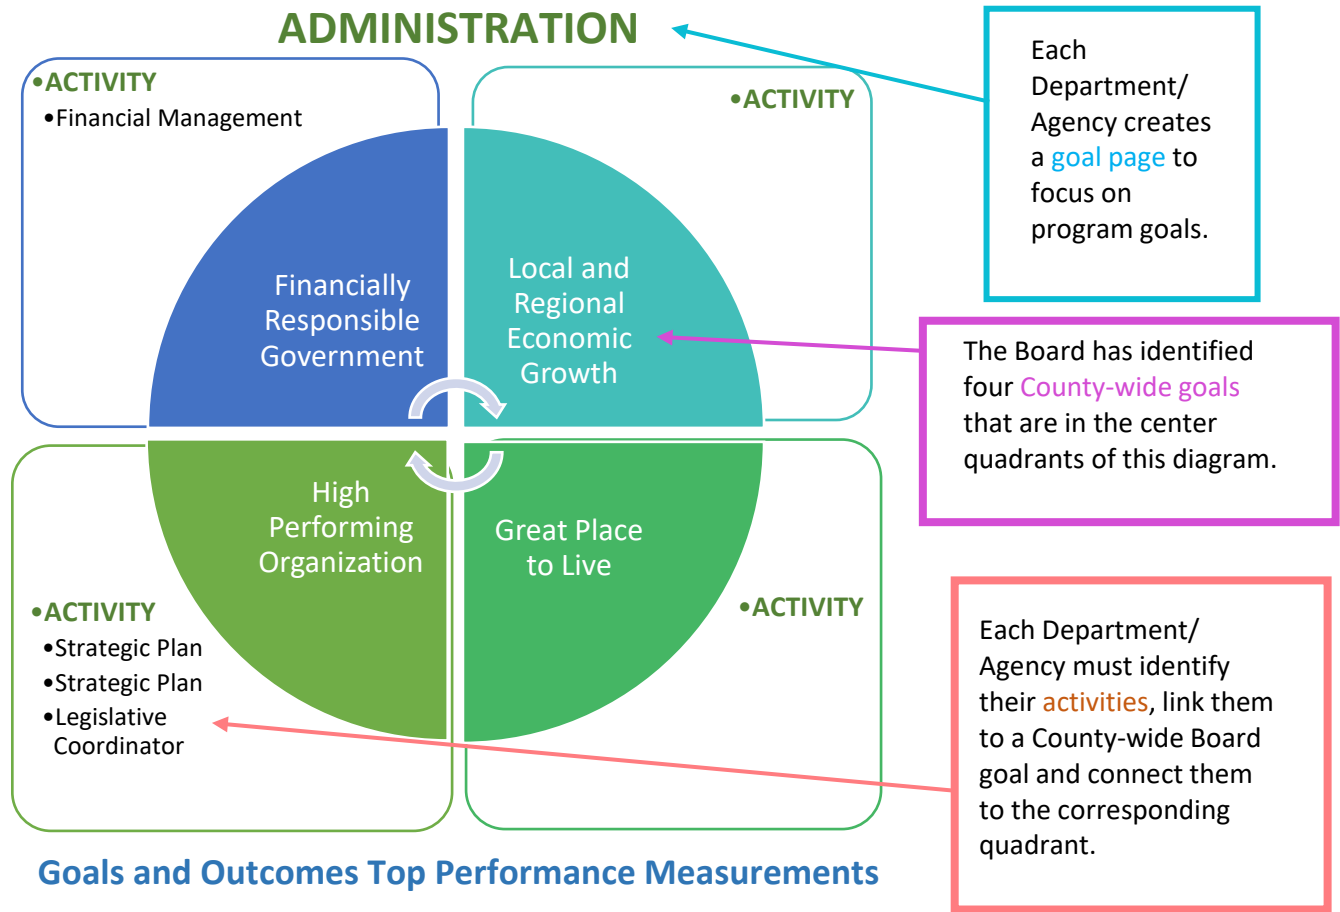 ADMINISTRATION
•ACTIVITY
•Financial Management
•ACTIVITY
Financially
Responsible
Government
Local and
Regional
Economic
Growth
High
Performing
Organization
Great Place
to Live
•ACTIVITY
•Strategic Plan
•Strategic Plan
•Legislative
Coordinator
•ACTIVITY
Goals and Outcomes Top Performance Measurements
Each
Department/
Agency creates
a goal page to
focus on
program goals.
The Board has identified
four County-wide goals
that are in the center
quadrants of this diagram.
Each Department/
Agency must identify
their activities, link them
to a County-wide Board
goal and connect them
to the corresponding
quadrant.